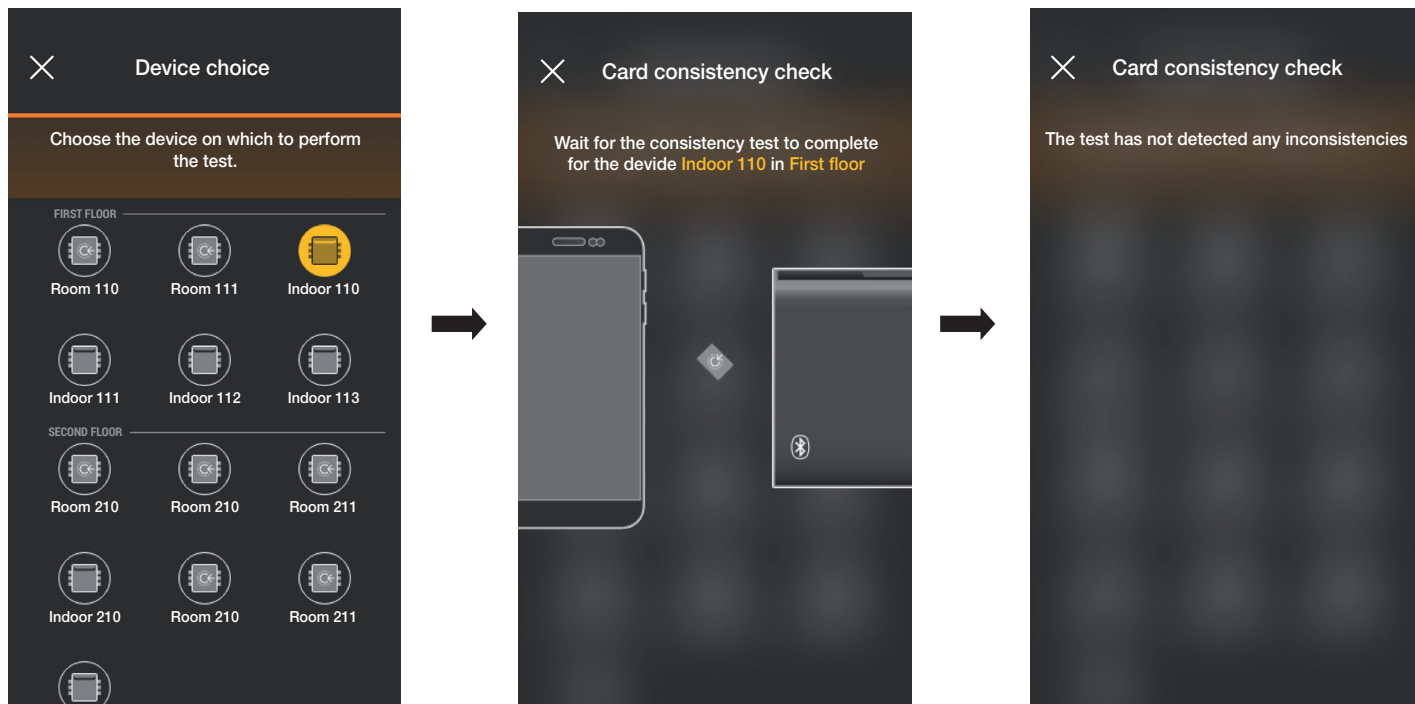 Device choice
Choose the device on which to perform
the test.
FIRST FLOOR
Room 110
Room 111
Indoor 110
Indoor 111
Indoor 112
Indoor 113
SECOND FLOOR
Room 210
Room 210
Room 211
Indoor 210
Room 210
Room 211
Card consistency check
Wait for the consistency test to complete
for the devide Indoor 110 in First floor
Card consistency check
The test has not detected any inconsistencies